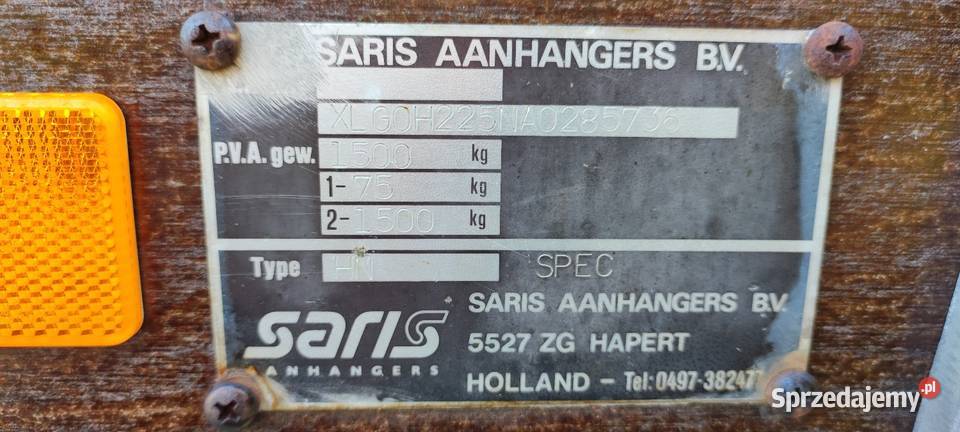 SARIS AANHANGERS B.V.
XLG0H225NA0285736
P.V.A. gew. 1500 kg
1- 75 kg
2- 1500 kg
Type HN SPEC
saris
AANHANGERS
SARIS AANHANGERS B.V.
5527 ZG HAPERT
HOLLAND - Tel: 0497-382477
Sprzedajemy.pl